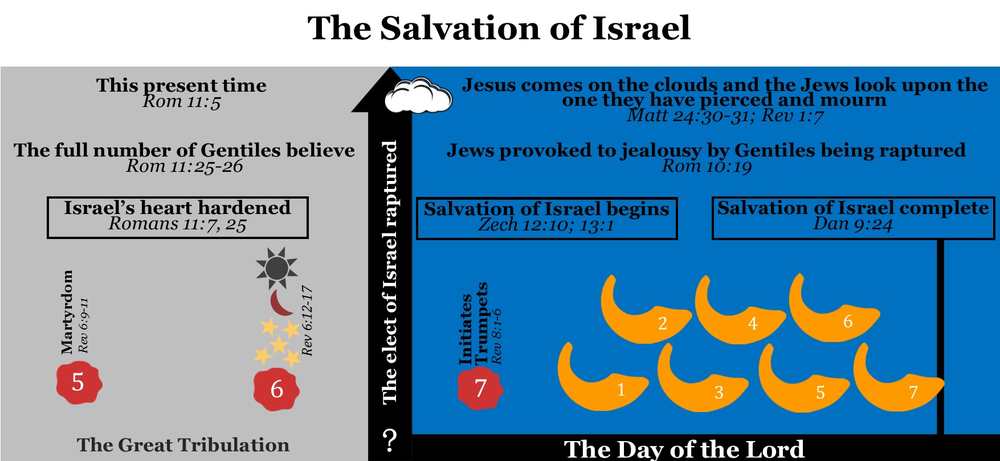 The Salvation of Israel
This present time
Rom 11:5
The full number of Gentiles believe
Rom 11:25-26
Israel’s heart hardened
Romans 11:7, 25
Martyrdom
Rev 6:9-11
5
Rev 6:12-17
6
The Great Tribulation
The elect of Israel raptured
?
Jesus comes on the clouds and the Jews look upon the
one they have pierced and mourn
Matt 24:30-31; Rev 1:7
Jews provoked to jealousy by Gentiles being raptured
Rom 10:19
Salvation of Israel begins
Zech 12:10; 13:1
Salvation of Israel complete
Dan 9:24
Initiates
Trumpets
Rev 8:1-6
7
2
4
6
1
3
5
7
The Day of the Lord